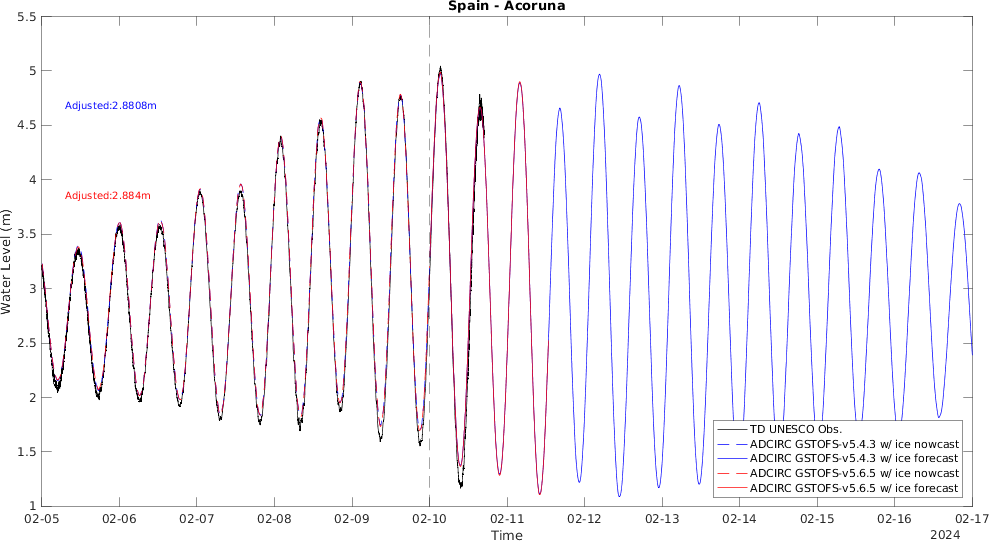 Spain - Acoruna
5.5
5
4.5
4
3.5
3
2.5
2
1.5
1
Water Level (m)
Adjusted:2.8808m
Adjusted:2.884m
TD UNESCO Obs.
ADCIRC GSTOFS-v5.4.3 w/ ice nowcast
ADCIRC GSTOFS-v5.4.3 w/ ice forecast
ADCIRC GSTOFS-v5.6.5 w/ ice nowcast
ADCIRC GSTOFS-v5.6.5 w/ ice forecast
02-05 02-06 02-07 02-08 02-09 02-10 02-11 02-12 02-13 02-14 02-15 02-16 02-17
Time
2024